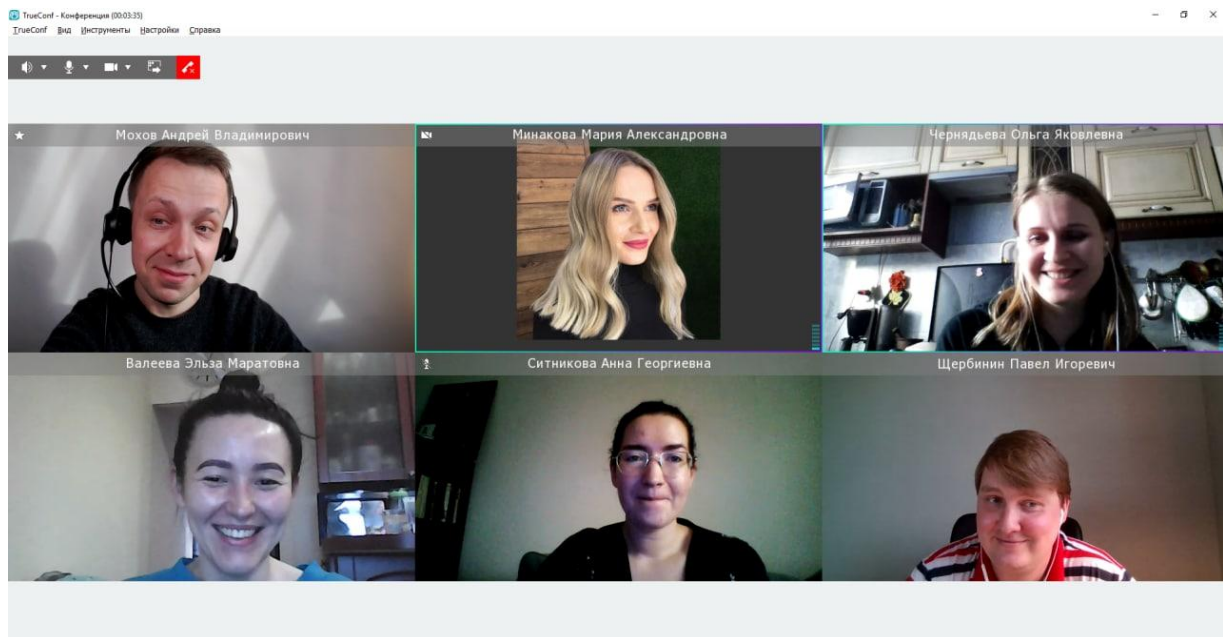 TrueConf - Конференция (00:03:35)
TrueConf Вид Инструменты Настройки Справка
Мохов Андрей Владимирович
Минакова Мария Александровна
Чернядьева Ольга Яковлевна
Валеева Эльза Маратовна
Ситникова Анна Георгиевна
Щербинин Павел Игоревич